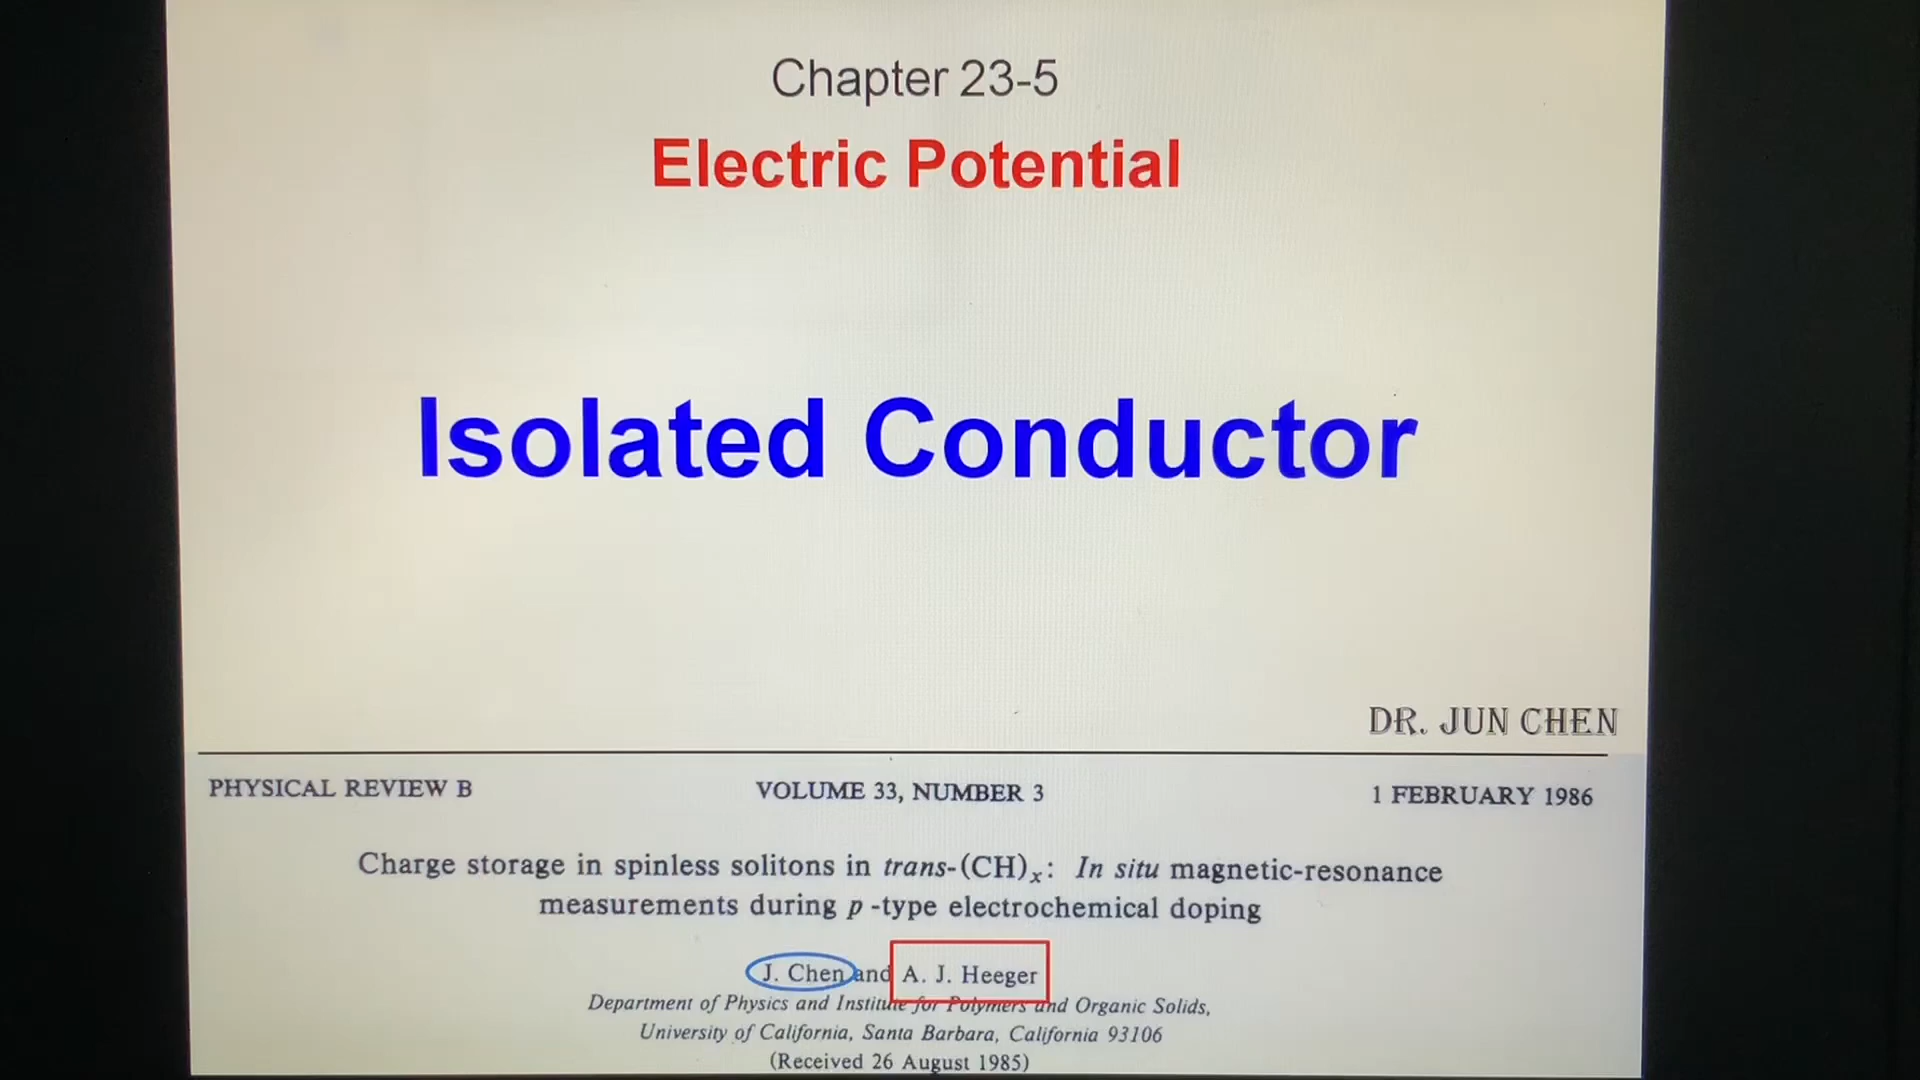 Chapter 23-5
Electric Potential
Isolated Conductor
DR. JUN CHEN
PHYSICAL REVIEW B VOLUME 33, NUMBER 3 1 FEBRUARY 1986
Charge storage in spinless solitons in trans-(CH)x: In situ magnetic-resonance
measurements during p-type electrochemical doping
J. Chen and A. J. Heeger
Department of Physics and Institute for Polymers and Organic Solids,
University of California, Santa Barbara, California 93106
(Received 26 August 1985)